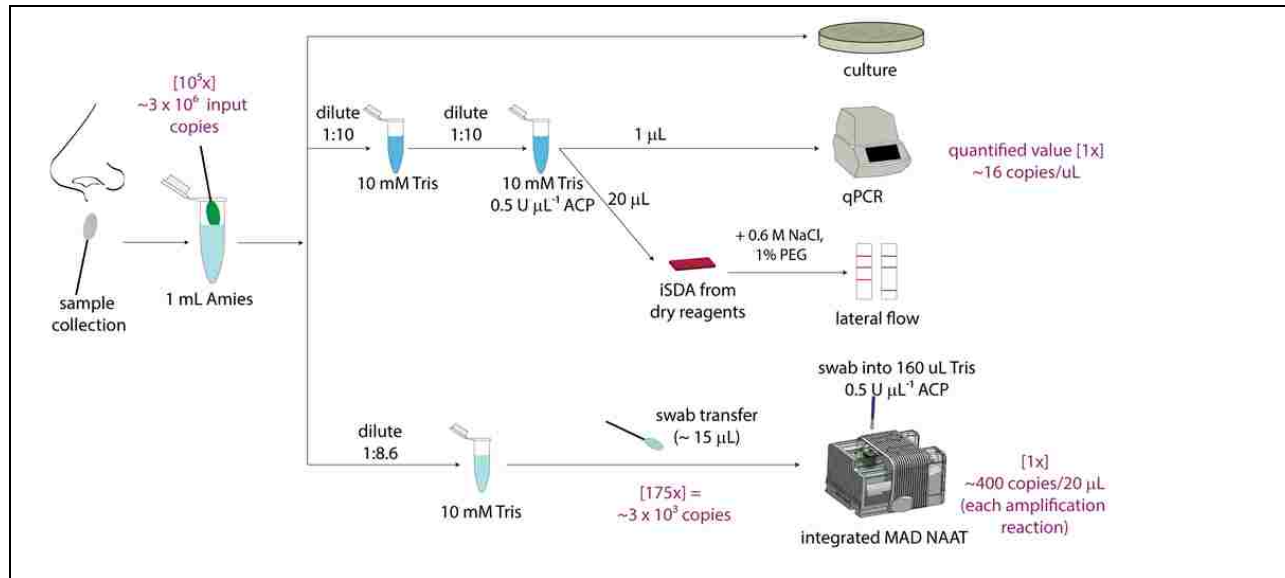 [10⁵x]
~3 x 10⁶ input
copies
sample
collection
1 mL Amies
culture
dilute
1:10
10 mM Tris
dilute
1:10
10 mM Tris
0.5 U µL⁻¹ ACP
1 µL
qPCR
quantified value [1x]
~16 copies/uL
20 µL
iSDA from
dry reagents
+ 0.6 M NaCl,
1% PEG
lateral flow
dilute
1:8.6
10 mM Tris
swab transfer
(~ 15 µL)
[175x] =
~3 x 10³ copies
swab into 160 uL Tris
0.5 U µL⁻¹ ACP
integrated MAD NAAT
[1x]
~400 copies/20 µL
(each amplification
reaction)